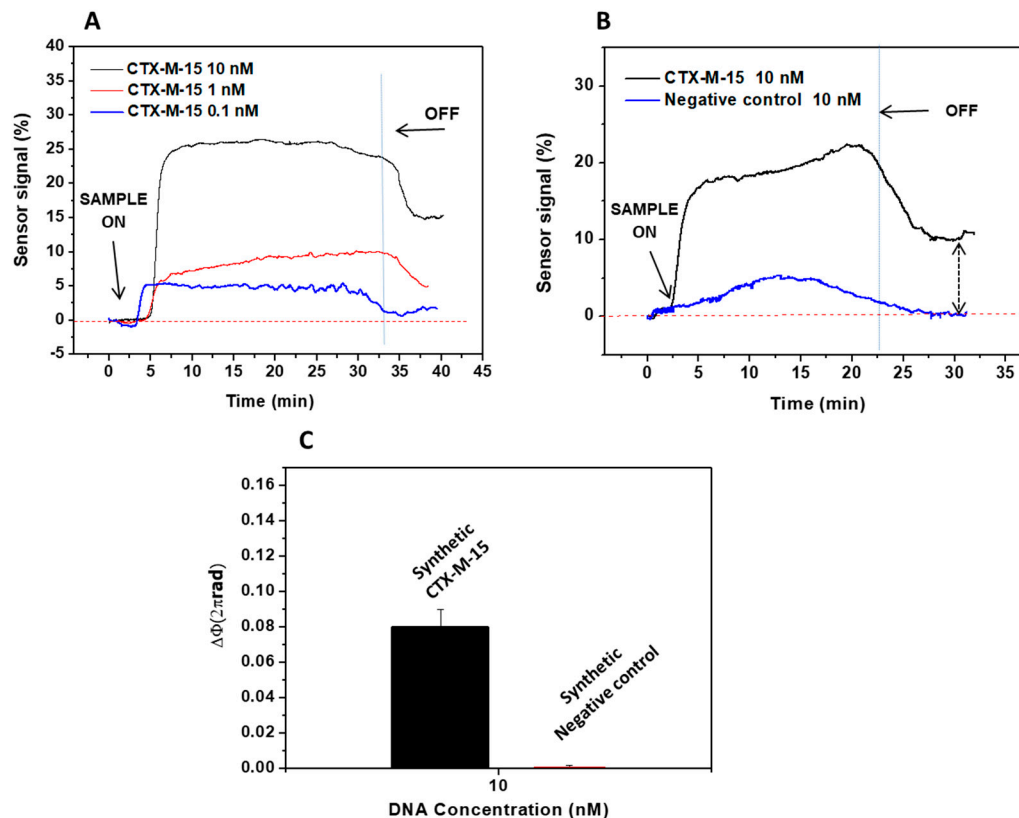 A
CTX-M-15 10 nM
CTX-M-15 1 nM
CTX-M-15 0.1 nM
OFF
SAMPLE
ON
Sensor signal (%)
40
35
30
25
20
15
10
5
0
-5
0 5 10 15 20 25 30 35 40 45
Time (min)
B
CTX-M-15 10 nM
Negative control 10 nM
OFF
SAMPLE
ON
Sensor signal (%)
30
20
10
0
0 5 10 15 20 25 30 35
Time (min)
C
ΔΦ(2πrad)
0.16
0.14
0.12
0.10
0.08
0.06
0.04
0.02
0.00
Synthetic
CTX-M-15
Synthetic
Negative control
10
DNA Concentration (nM)